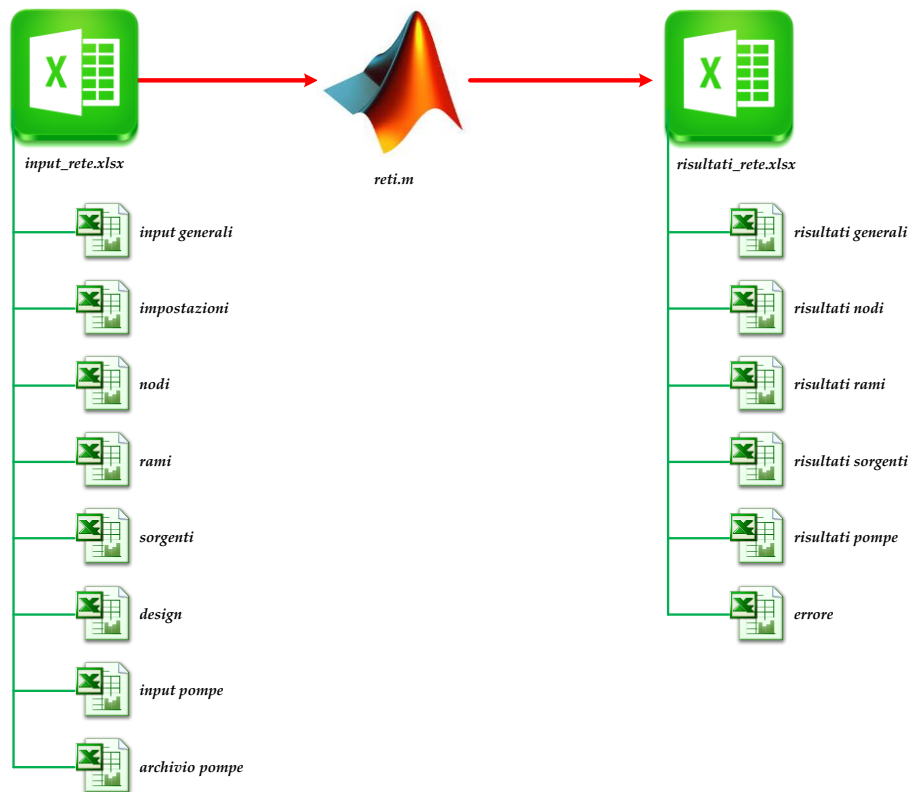 input_rete.xlsx
reti.m
risultati_rete.xlsx
input generali
impostazioni
nodi
rami
sorgenti
design
input pompe
archivio pompe
risultati generali
risultati nodi
risultati rami
risultati sorgenti
risultati pompe
errore